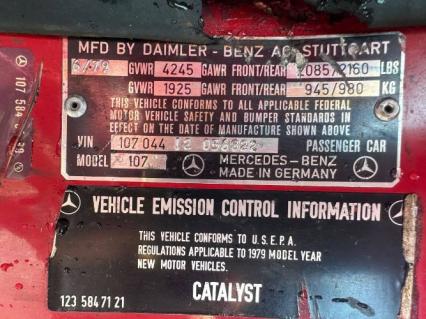 MFD BY DAIMLER - BENZ AG STUTTGART
6/79 GVWR 4245 GAWR FRONT/REAR 2085/2160 LBS
GVWR 1925 GAWR FRONT/REAR 945/980 KG
THIS VEHICLE CONFORMS TO ALL APPLICABLE FEDERAL
MOTOR VEHICLE SAFETY AND BUMPER STANDARDS IN
EFFECT ON THE DATE OF MANUFACTURE SHOWN ABOVE
VIN 107 044 12 PASSENGER CAR
MODEL 107 MERCEDES-BENZ
MADE IN GERMANY
107 584
VEHICLE EMISSION CONTROL INFORMATION
THIS VEHICLE CONFORMS TO U.S.E.P.A.
REGULATIONS APPLICABLE TO 1979 MODEL YEAR
NEW MOTOR VEHICLES.
CATALYST
123 584 71 21